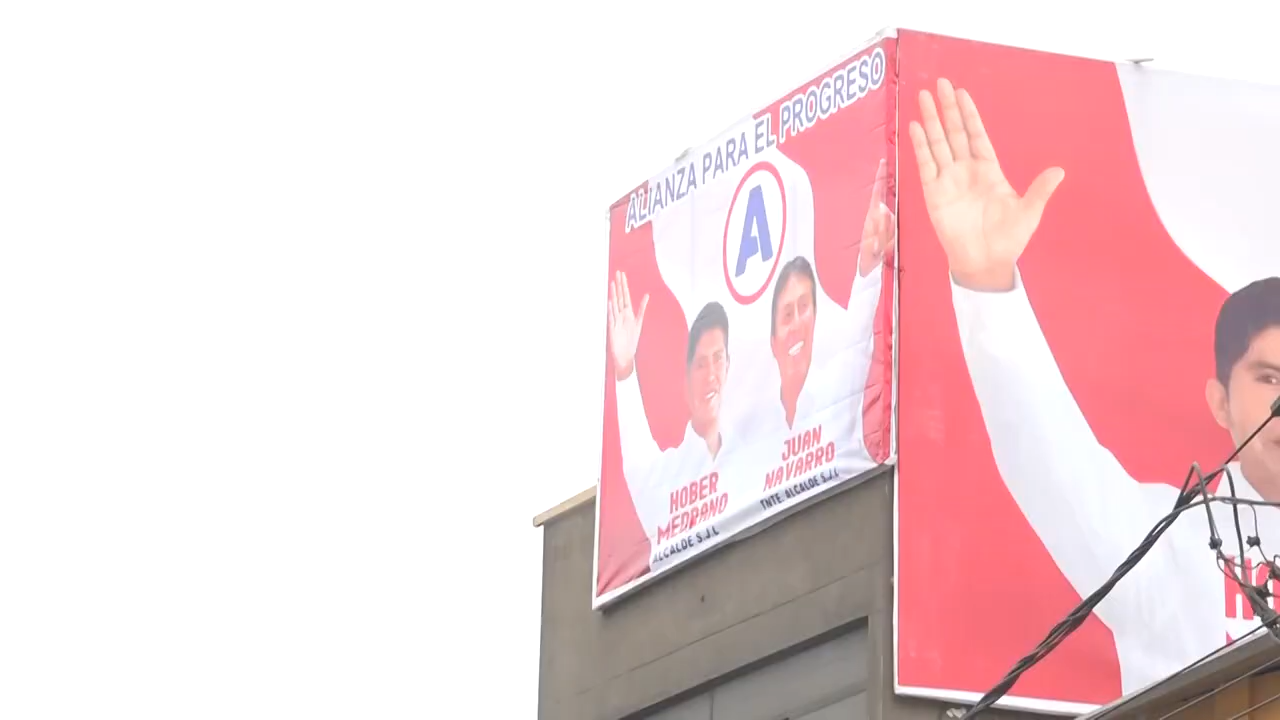 ALIANZA PARA EL PROGRESO
A
HOBER
MEDRANO
ALCALDE S.J.L
JUAN
NAVARRO
TNTE. ALCALDE S.J.L